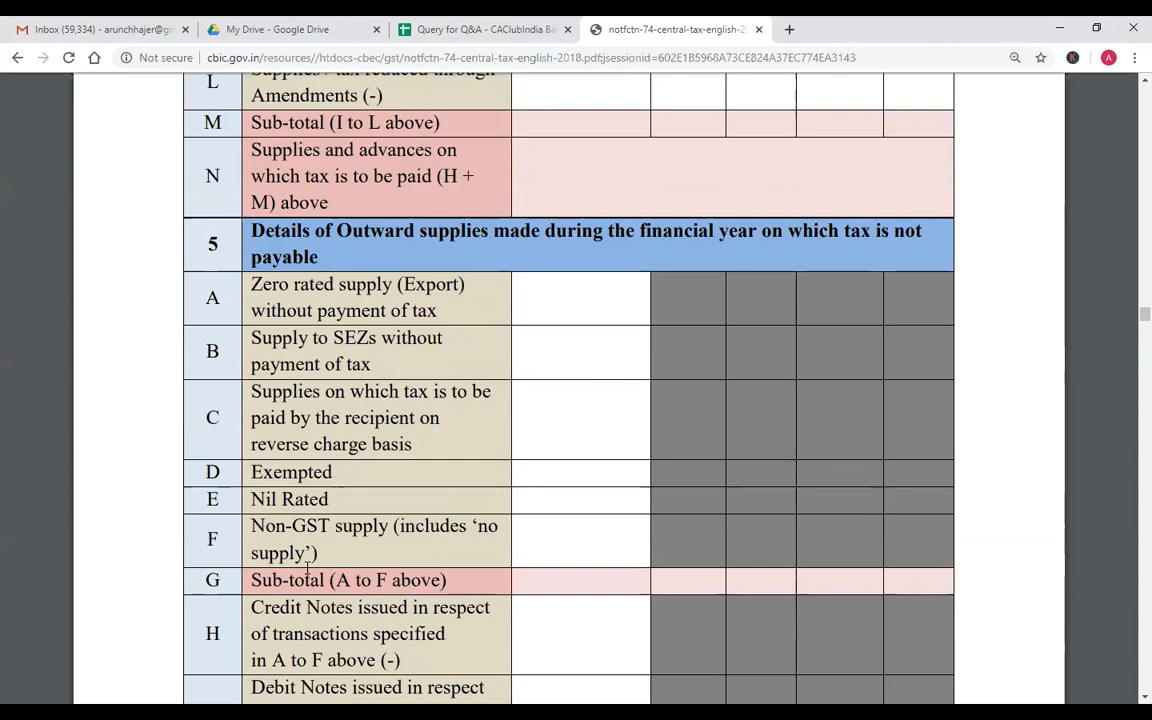 Inbox (59,334) - arunchhajer@gm
My Drive - Google Drive
Query for Q&A - CAClubIndia Ba
notfctn-74-central-tax-english-2
Not secure
cbic.gov.in/resources//htdocs-cbec/gst/notfctn-74-central-tax-english-2018.pdf;jsessionid=602E1B5968A73CE824A37EC774EA3143
K
A
L
Supplies / tax reduced through
Amendments (-)
M
Sub-total (I to L above)
N
Supplies and advances on
which tax is to be paid (H +
M) above
5
Details of Outward supplies made during the financial year on which tax is not
payable
A
Zero rated supply (Export)
without payment of tax
B
Supply to SEZs without
payment of tax
C
Supplies on which tax is to be
paid by the recipient on
reverse charge basis
D
Exempted
E
Nil Rated
F
Non-GST supply (includes ‘no
supply’)
G
Sub-total (A to F above)
H
Credit Notes issued in respect
of transactions specified
in A to F above (-)
Debit Notes issued in respect